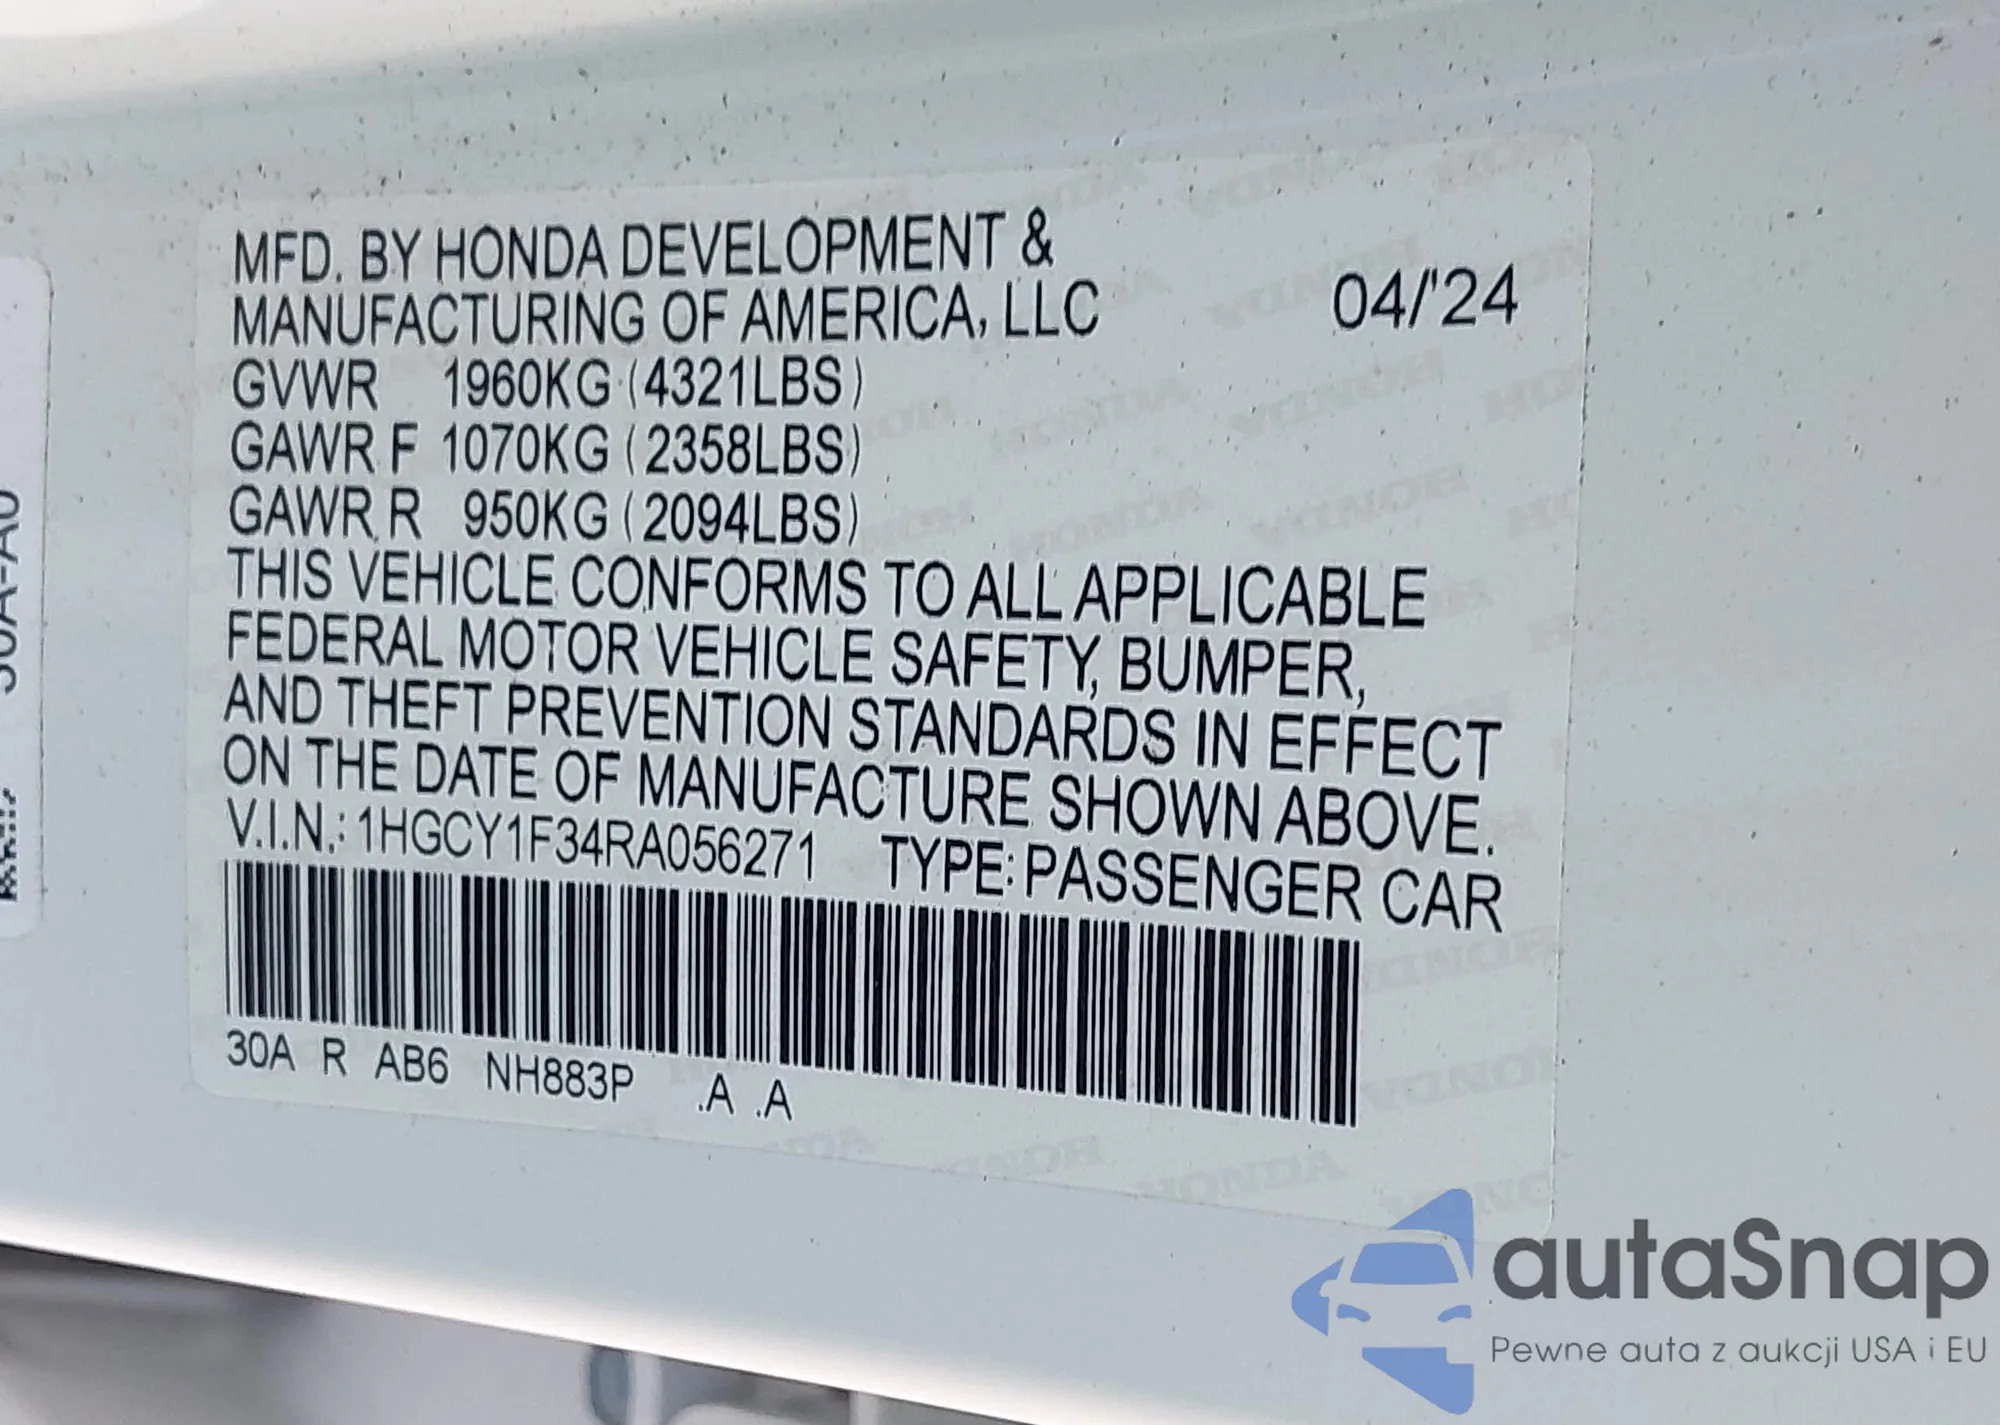 MFD. BY HONDA DEVELOPMENT &
MANUFACTURING OF AMERICA, LLC 04/'24
GVWR 1960KG (4321LBS)
GAWR F 1070KG (2358LBS)
GAWR R 950KG (2094LBS)
THIS VEHICLE CONFORMS TO ALL APPLICABLE
FEDERAL MOTOR VEHICLE SAFETY, BUMPER,
AND THEFT PREVENTION STANDARDS IN EFFECT
ON THE DATE OF MANUFACTURE SHOWN ABOVE.
V.I.N.: 1HGCY1F34RA056271 TYPE: PASSENGER CAR
30A R AB6 NH883P .A .A
autaSnap
Pewne auta z aukcji USA i EU